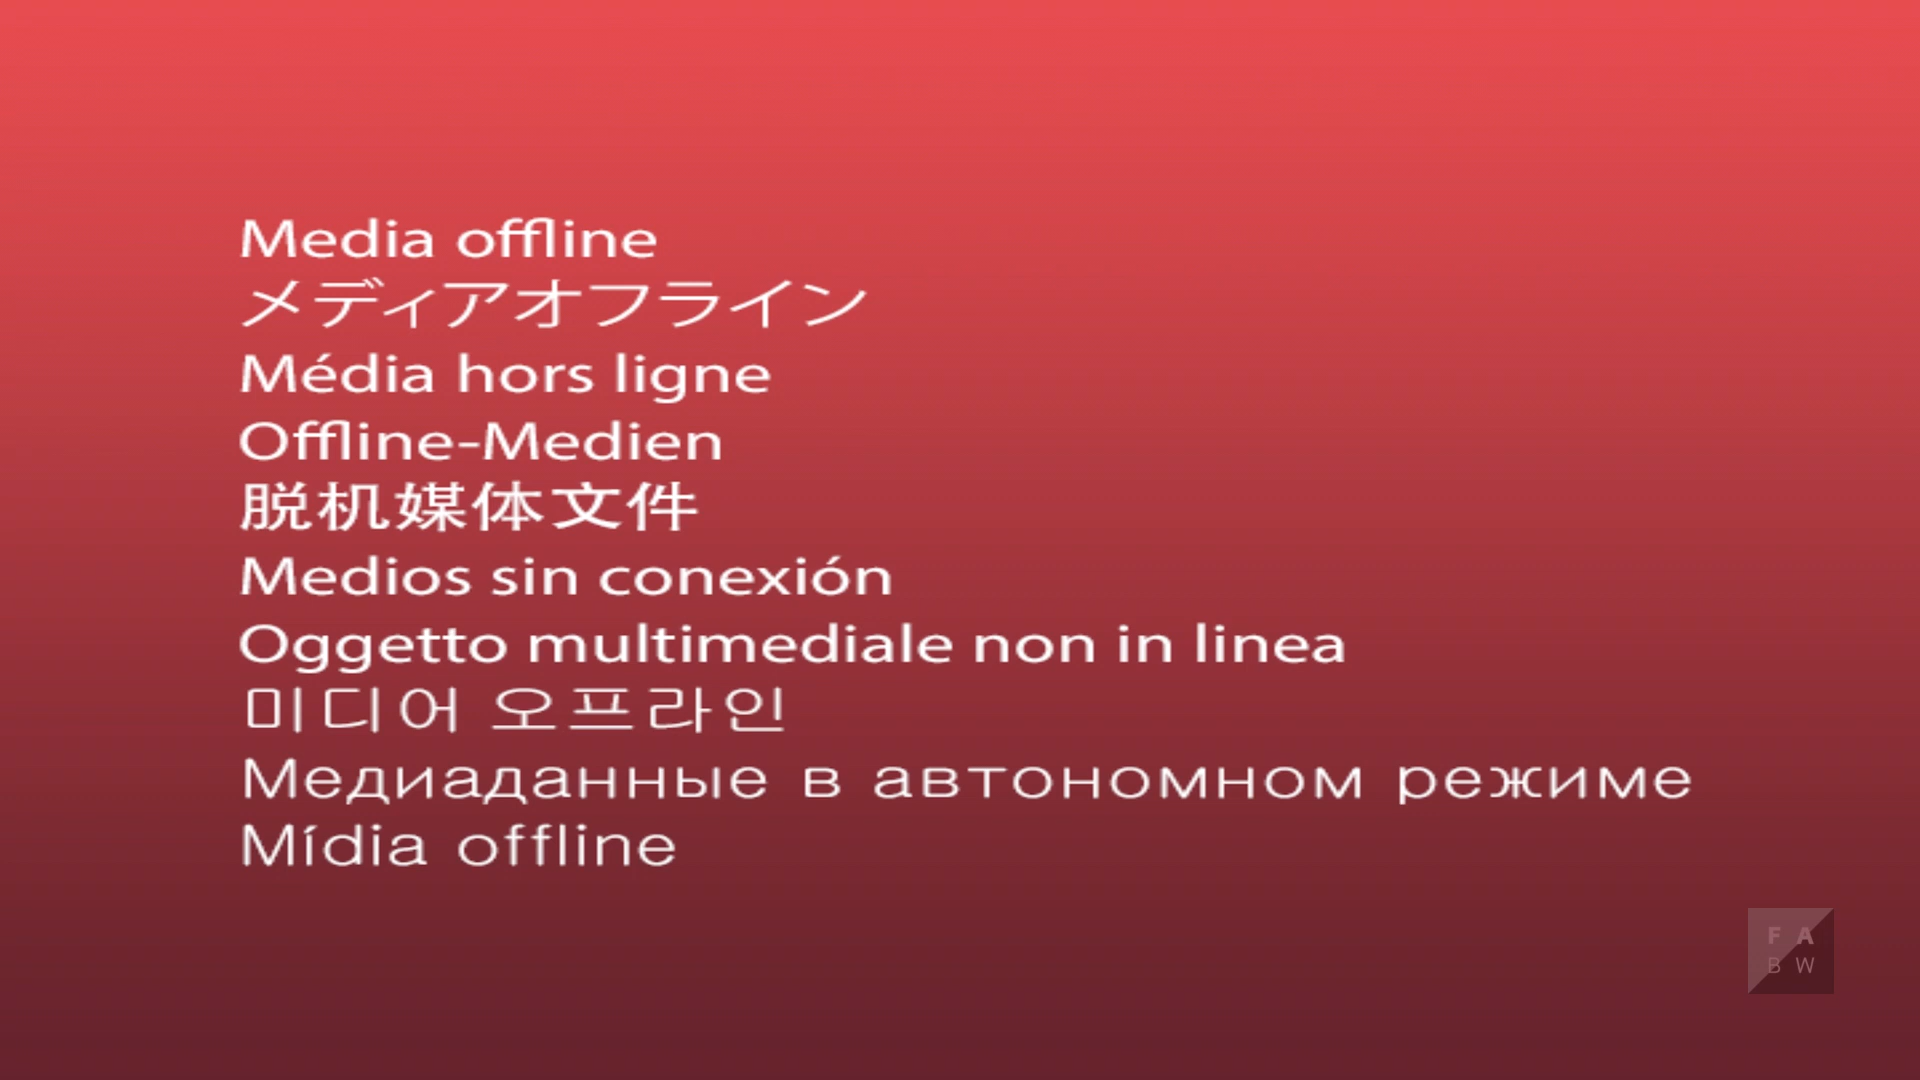 Media offline
メディアオフライン
Média hors ligne
Offline-Medien
脱机媒体文件
Medios sin conexión
Oggetto multimediale non in linea
미디어 오프라인
Медиаданные в автономном режиме
Mídia offline
F A
B W